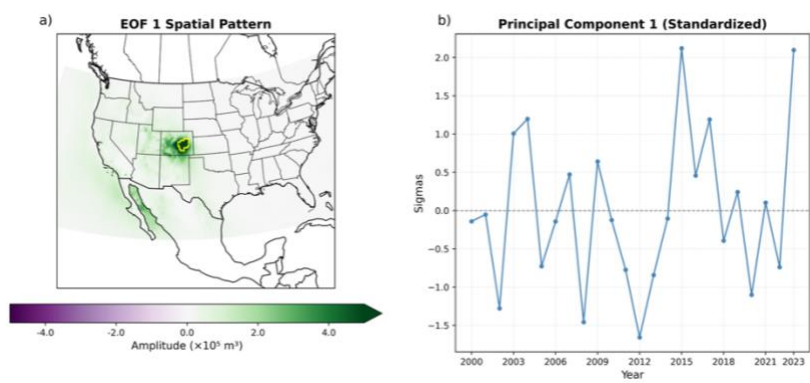 a)
EOF 1 Spatial Pattern
-4.0 -2.0 0.0 2.0 4.0
Amplitude (×10⁵ m³)
b)
Principal Component 1 (Standardized)
Sigmas
2.0
1.5
1.0
0.5
0.0
−0.5
−1.0
−1.5
2000 2003 2006 2009 2012 2015 2018 2021 2023
Year